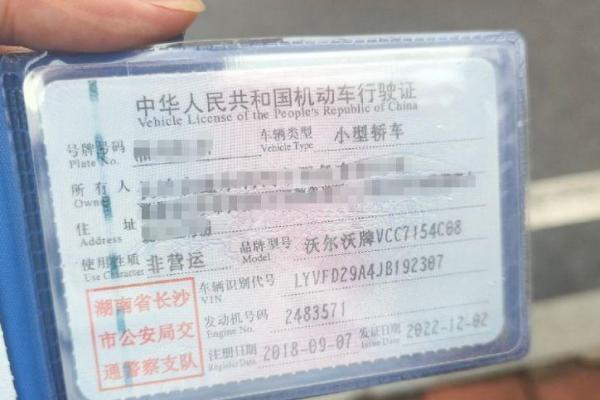 中华人民共和国机动车行驶证
Vehicle License of the People's Republic of China
号牌号码
Plate No.
车辆类型 小型轿车
Vehicle Type
所有人
Owner
住址
Address
使用性质 非营运
Use Character
品牌型号 沃尔沃牌VCC7154C08
Model
车辆识别代号 LYVFD29A4JB192307
VIN
发动机号码 2483571
Engine No.
注册日期 2018-09-07 发证日期 2022-12-02
Register Date Issue Date
湖南省长沙
市公安局交
通警察支队